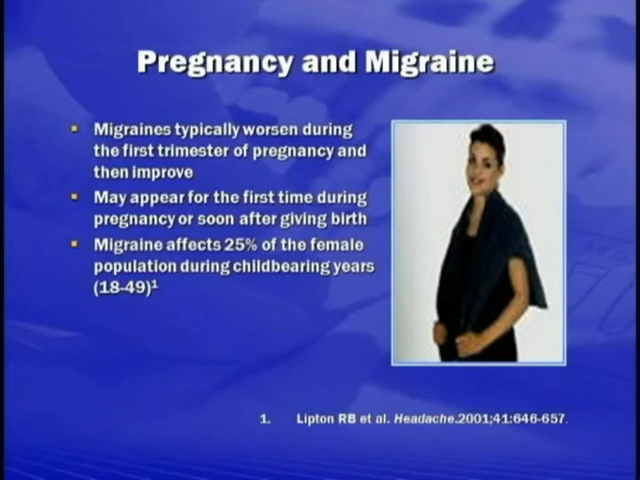 Pregnancy and Migraine
▪ Migraines typically worsen during
the first trimester of pregnancy and
then improve
▪ May appear for the first time during
pregnancy or soon after giving birth
▪ Migraine affects 25% of the female
population during childbearing years
(18-49)¹
1. Lipton RB et al. Headache.2001;41:646-657.